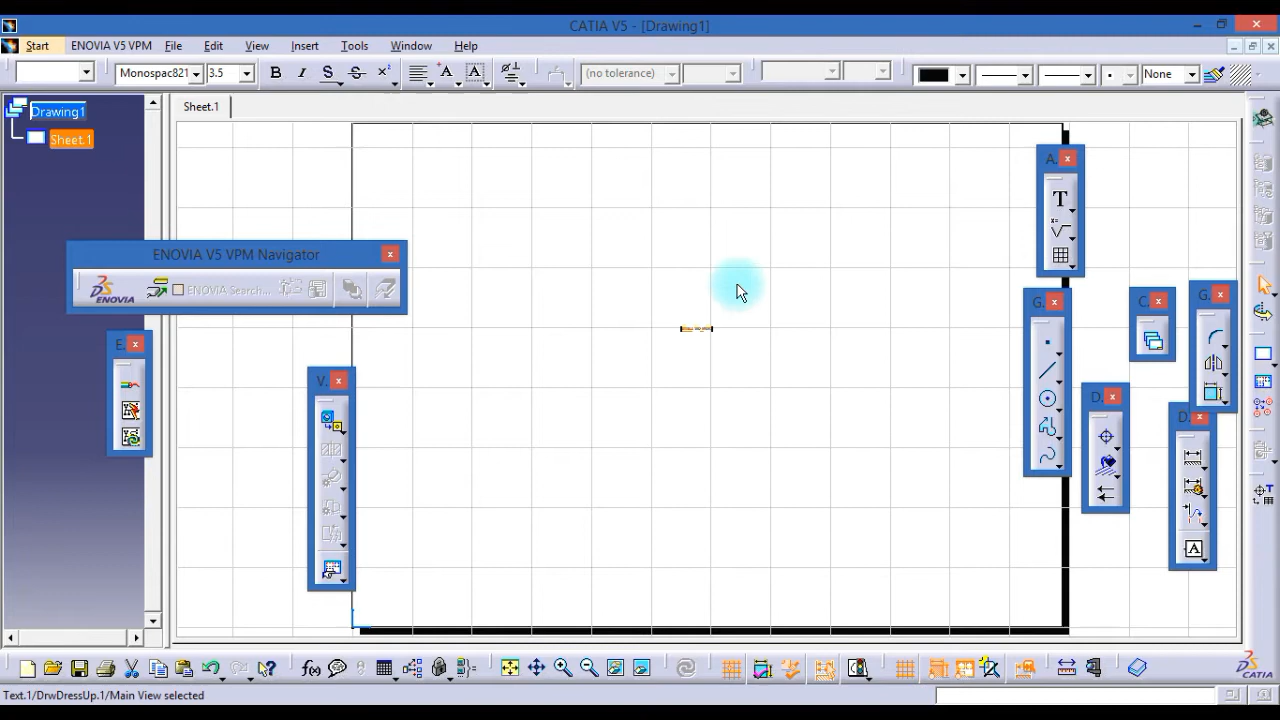 CATIA V5 - [Drawing1]
Start ENOVIA V5 VPM File Edit View Insert Tools Window Help
Monospac821 3.5 B I S S X (no tolerance) None
Drawing1
Sheet.1
Sheet.1
A.
T
ENOVIA V5 VPM Navigator
ENOVIA
ENOVIA Search...
G.
C.
G.
E.
V.
D.
D.
A
f(x)
CATIA
Text.1/DrwDressUp.1/Main View selected